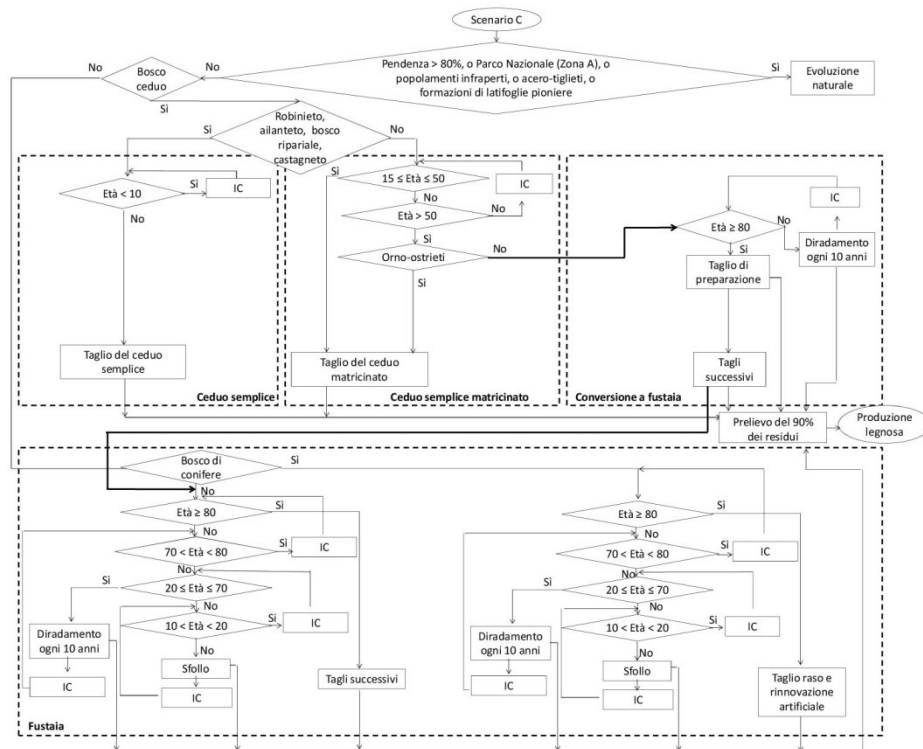 Scenario C
Pendenza > 80%, o Parco Nazionale (Zona A), o
popolamenti infraperti, o acero-tiglieti, o
formazioni di latifoglie pioniere
No
Sì
Evoluzione
naturale
Bosco
ceduo
No
Sì
Robinieto,
ailanteto, bosco
ripariale,
castagneto
Sì
No
Età < 10
Sì
IC
No
Taglio del ceduo
semplice
Ceduo semplice
15 ≤ Età ≤ 50
Sì
IC
No
Età > 50
No
Sì
Orno-ostrieti
No
Sì
Taglio del ceduo
matricinato
Ceduo semplice matricinato
IC
Età ≥ 80
No
Sì
Taglio di
preparazione
Diradamento
ogni 10 anni
Tagli
successivi
Conversione a fustaia
Prelievo del 90%
dei residui
Produzione
legnosa
Bosco di
conifere
Sì
No
Età ≥ 80
Sì
No
70 < Età < 80
Sì
IC
No
20 ≤ Età ≤ 70
Sì
No
10 < Età < 20
Sì
IC
No
Diradamento
ogni 10 anni
IC
Sfollo
IC
Tagli successivi
Età ≥ 80
Sì
No
70 < Età < 80
Sì
IC
No
20 ≤ Età ≤ 70
Sì
No
10 < Età < 20
Sì
IC
No
Diradamento
ogni 10 anni
IC
Sfollo
IC
Taglio raso e
rinnovazione
artificiale
Fustaia